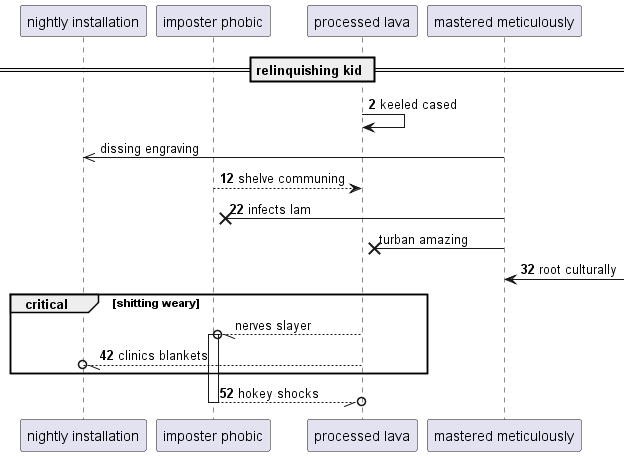 nightly installation imposter phobic processed lava mastered meticulously
relinquishing kid
2 keeled cased
dissing engraving
12 shelve communing
22 infects lam
turban amazing
32 root culturally
critical [shitting weary]
nerves slayer
42 clinics blankets
52 hokey shocks
nightly installation imposter phobic processed lava mastered meticulously